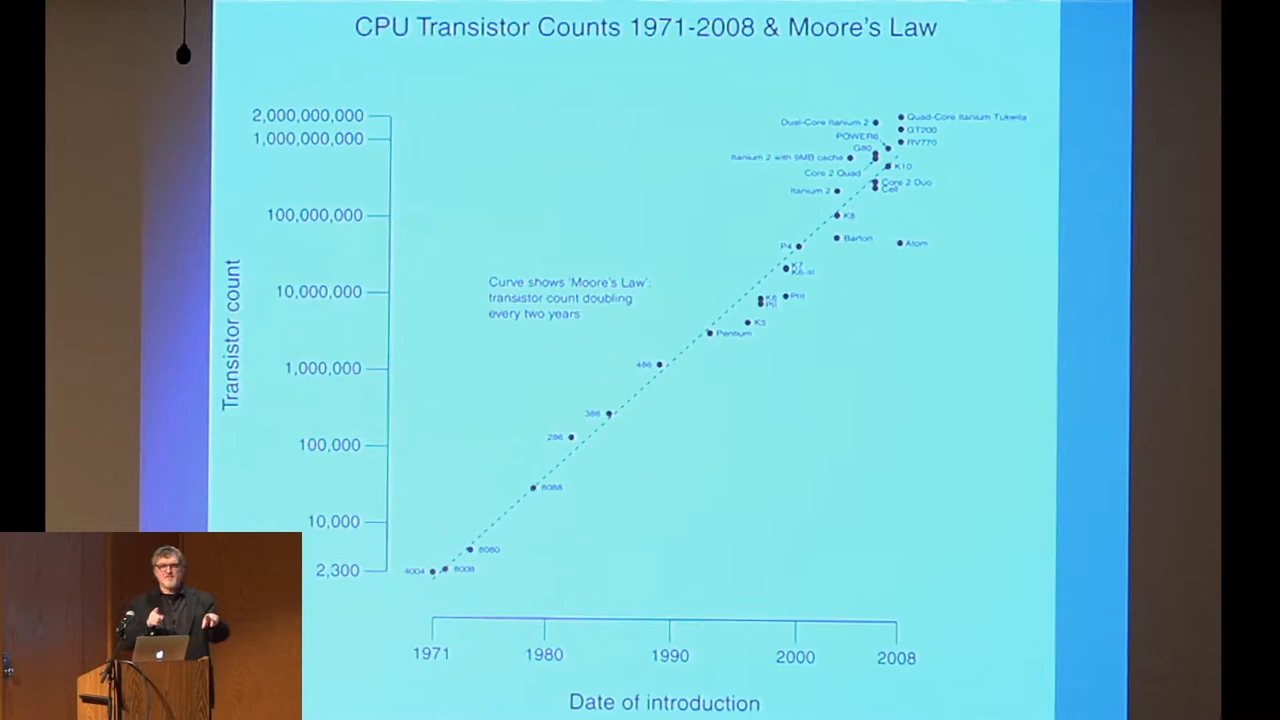 CPU Transistor Counts 1971-2008 & Moore's Law
2,000,000,000
1,000,000,000
100,000,000
10,000,000
1,000,000
100,000
10,000
2,300
Transistor count
Curve shows 'Moore's Law':
transistor count doubling
every two years
Dual-Core Itanium 2
Quad-Core Itanium Tukwila
GT200
POWER6
RV770
G80
Itanium 2 with 9MB cache
K10
Core 2 Quad
Core 2 Duo
Cell
Itanium 2
K8
Barton
Atom
P4
K7
K6-III
K6
PIII
PII
K5
Pentium
486
386
286
8088
8080
4004
8008
1971
1980
1990
2000
2008
Date of introduction